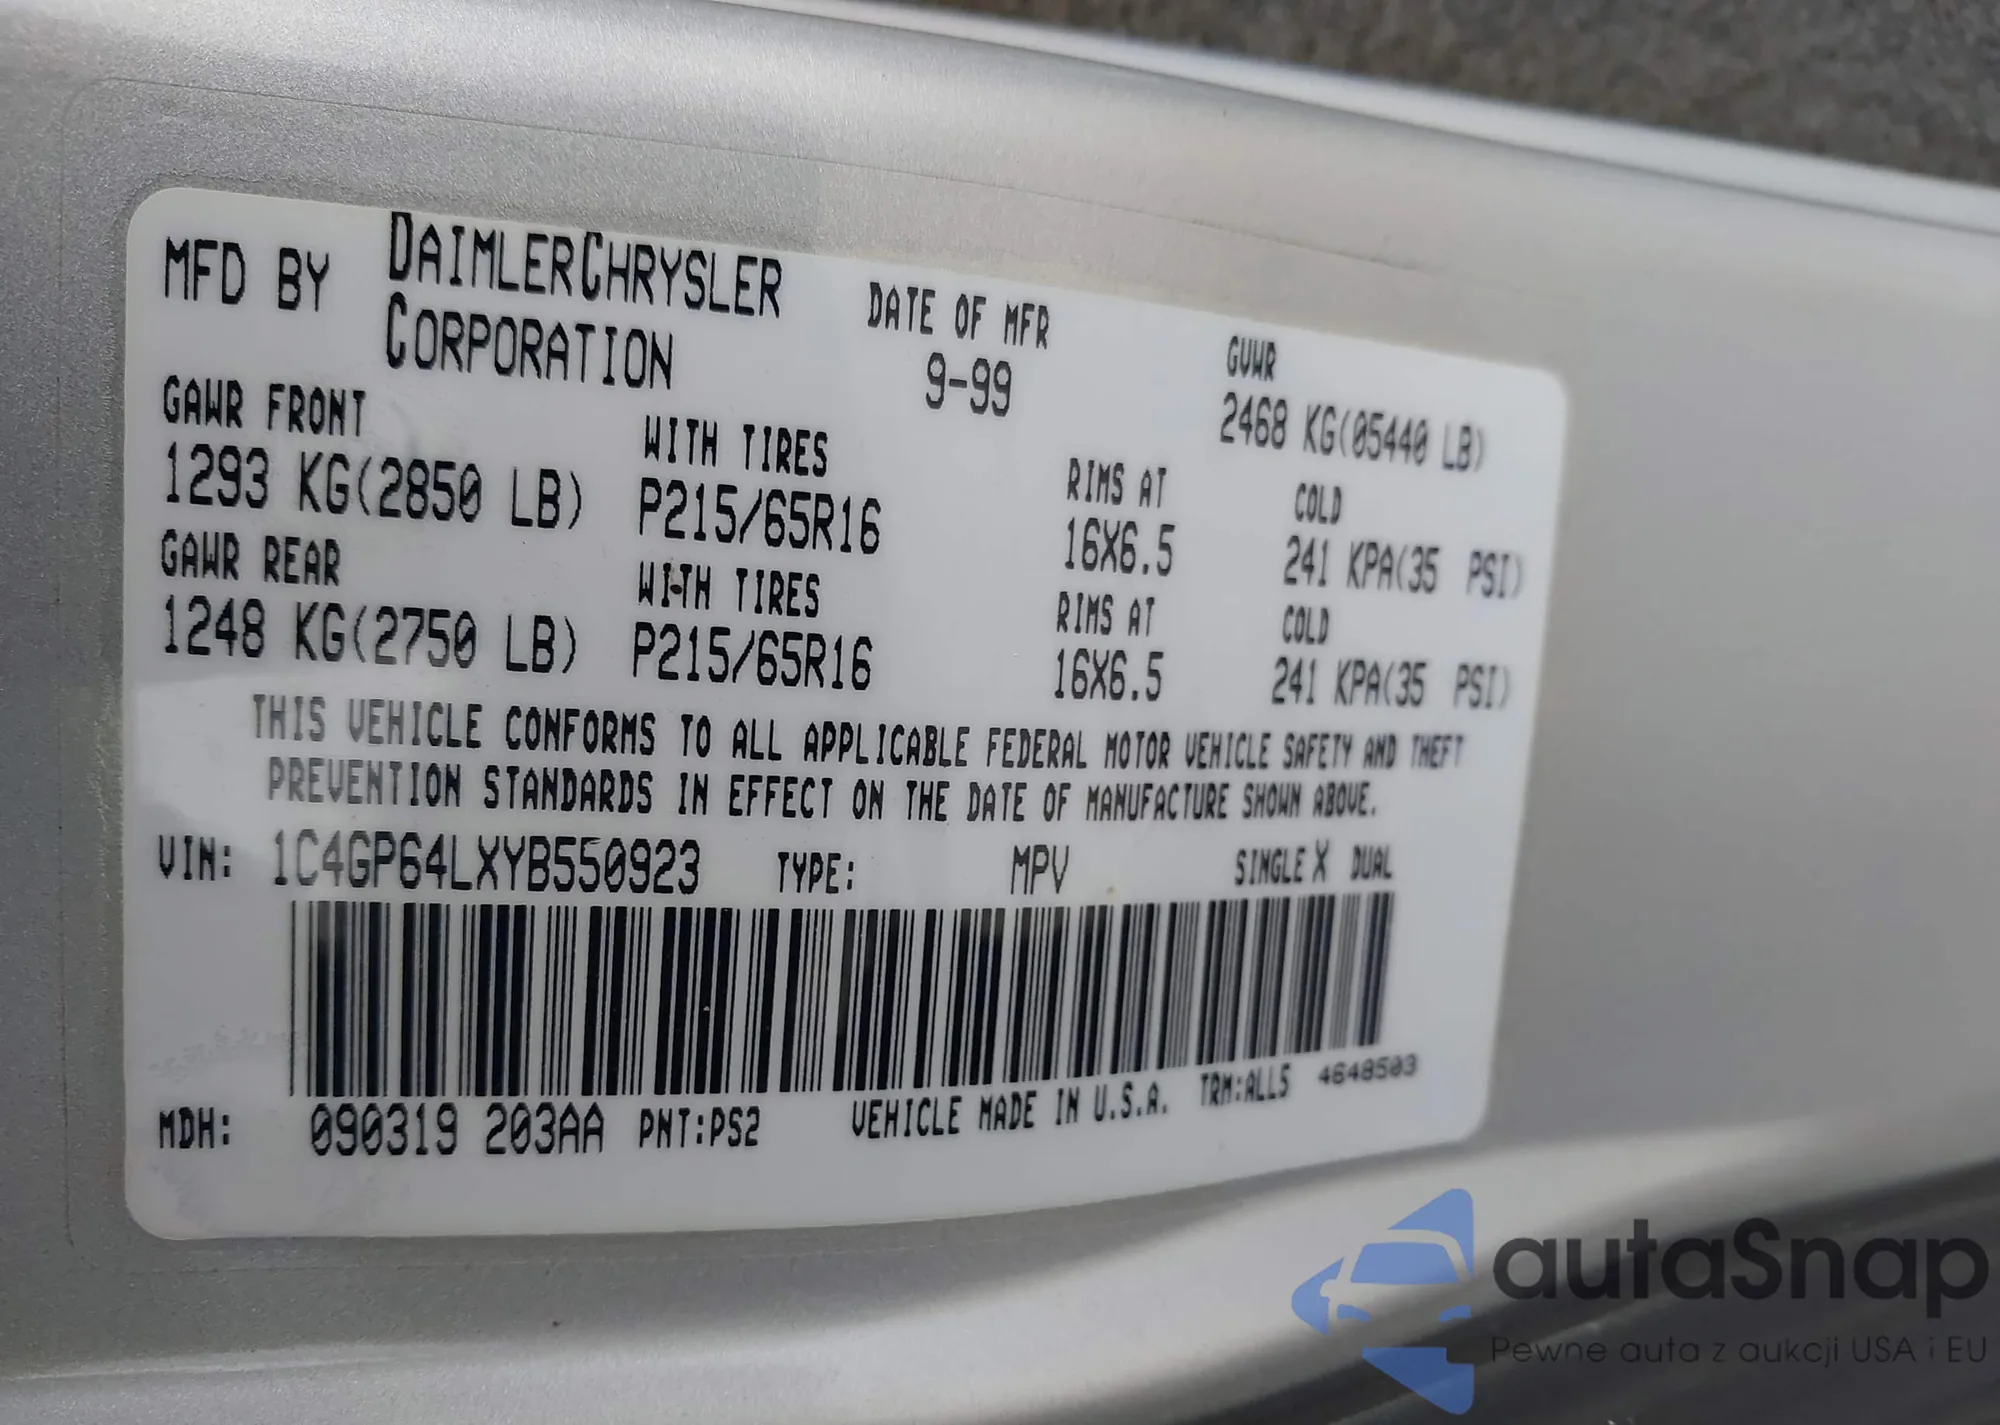 MFD BY DAIMLERCHRYSLER CORPORATION
DATE OF MFR
9-99
GVWR
2468 KG(05440 LB)
GAWR FRONT
1293 KG(2850 LB)
WITH TIRES
P215/65R16
RIMS AT
16X6.5
COLD
241 KPA(35 PSI)
GAWR REAR
1248 KG(2750 LB)
WITH TIRES
P215/65R16
RIMS AT
16X6.5
COLD
241 KPA(35 PSI)
THIS VEHICLE CONFORMS TO ALL APPLICABLE FEDERAL MOTOR VEHICLE SAFETY AND THEFT
PREVENTION STANDARDS IN EFFECT ON THE DATE OF MANUFACTURE SHOWN ABOVE.
VIN: 1C4GP64LXYB550923 TYPE: MPV SINGLE X DUAL
MDH: 090319 203AA PNT:PS2 VEHICLE MADE IN U.S.A. TRM:ALL5 4648503
autaSnap
Pewne auta z aukcji USA i EU